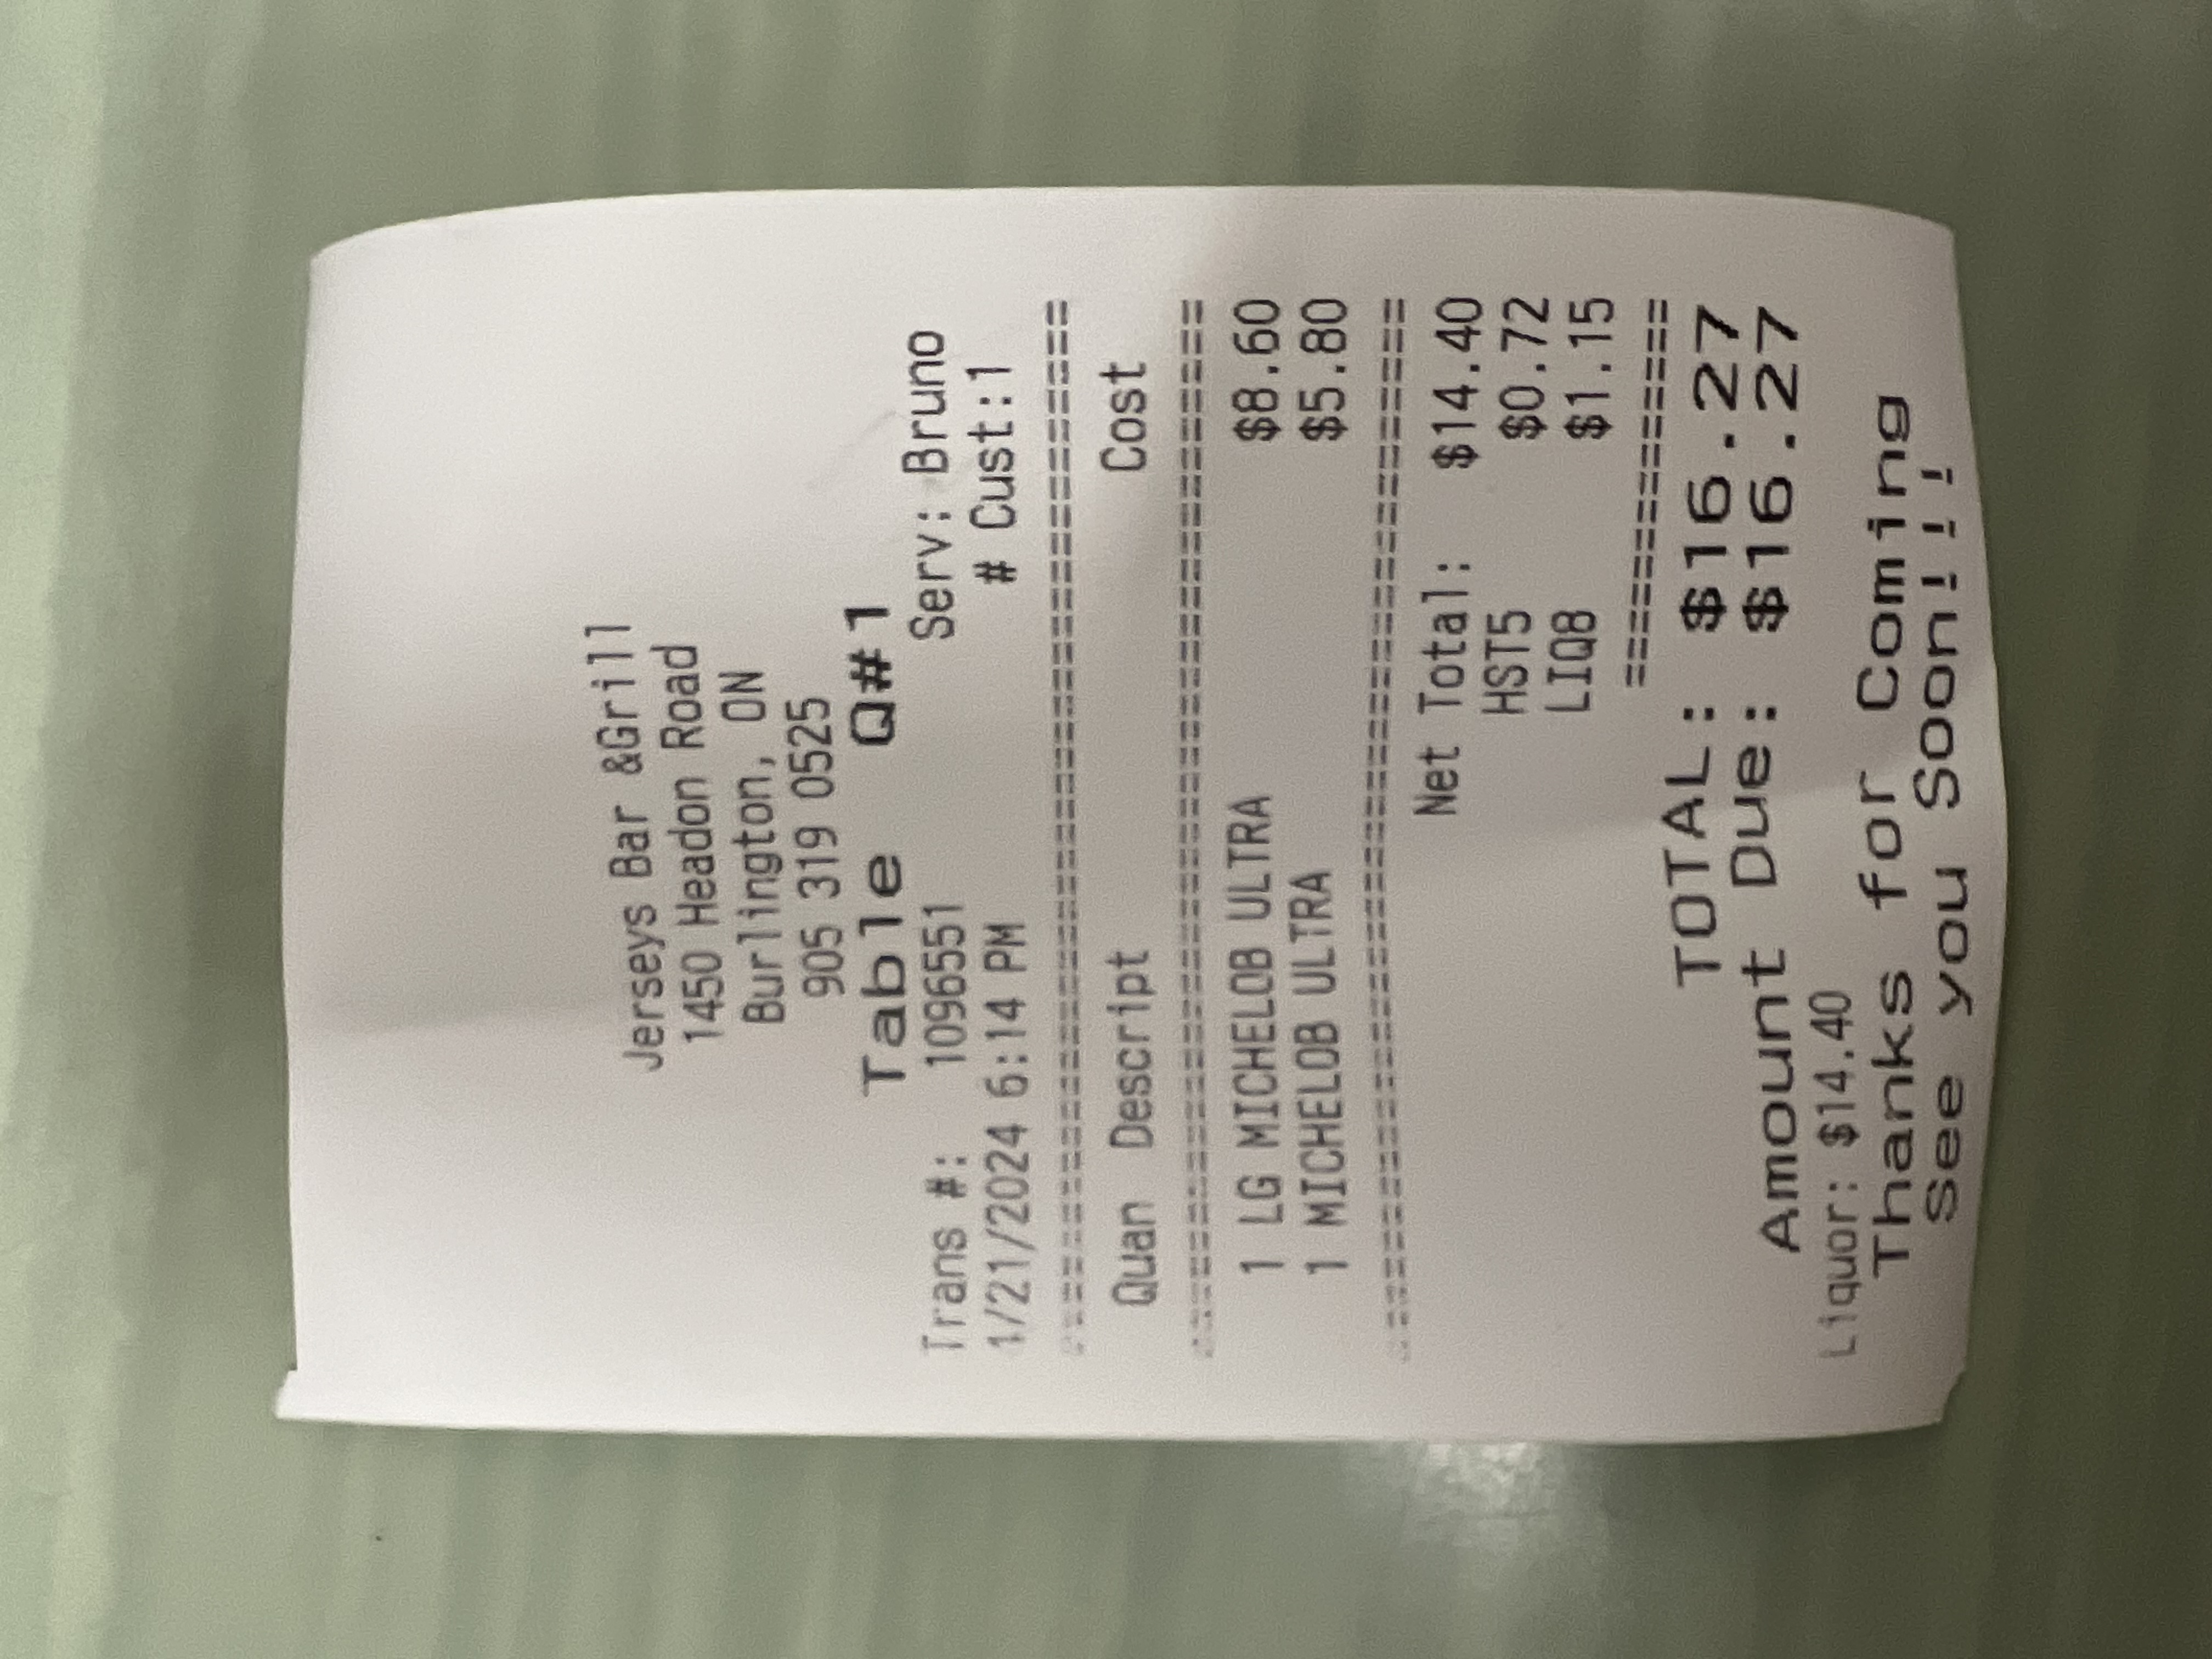 Jerseys Bar &Grill
1450 Headon Road
Burlington, ON
905 319 0525
Table Q#1
Trans #: 1096551 Serv: Bruno
1/21/2024 6:14 PM # Cust:1
========================================
Quan Descript Cost
========================================
1 LG MICHELOB ULTRA $8.60
1 MICHELOB ULTRA $5.80
========================================
Net Total: $14.40
HST5 $0.72
LIQ8 $1.15
===============
TOTAL: $16.27
Amount Due: $16.27
Liquor: $14.40
Thanks for Coming
See you Soon!!!